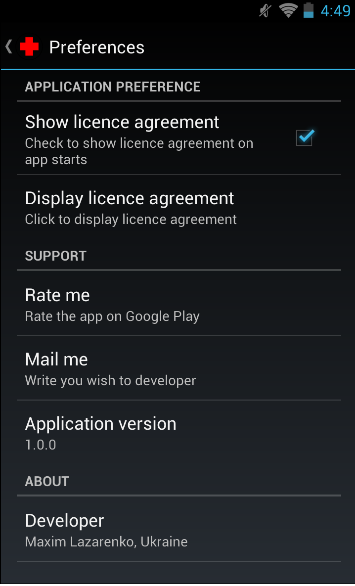 4:49
Preferences
APPLICATION PREFERENCE
Show licence agreement
Check to show licence agreement on
app starts
Display licence agreement
Click to display licence agreement
SUPPORT
Rate me
Rate the app on Google Play
Mail me
Write you wish to developer
Application version
1.0.0
ABOUT
Developer
Maxim Lazarenko, Ukraine